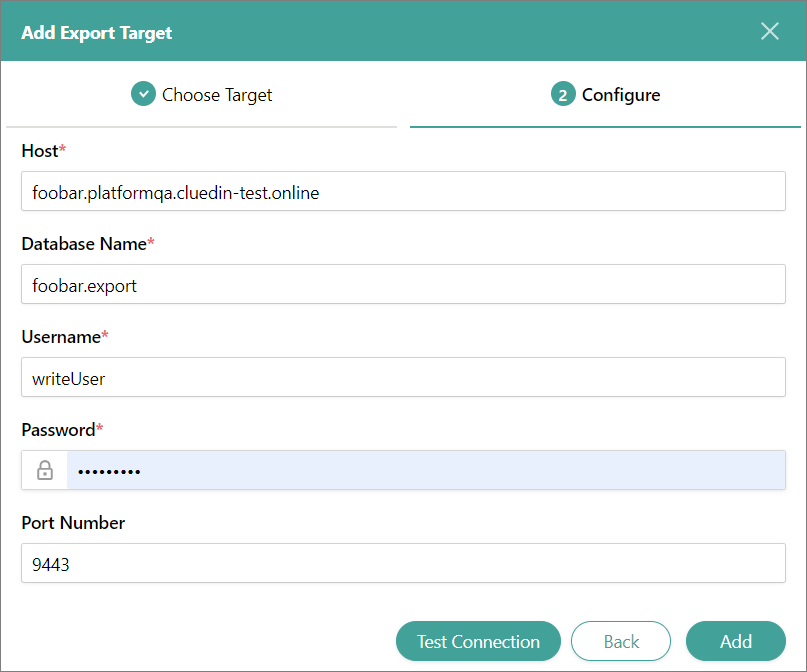 Add Export Target
Choose Target
2 Configure
Host*
foobar.platformqa.cluedin-test.online
Database Name*
foobar.export
Username*
writeUser
Password*
•••••••••
Port Number
9443
Test Connection Back Add